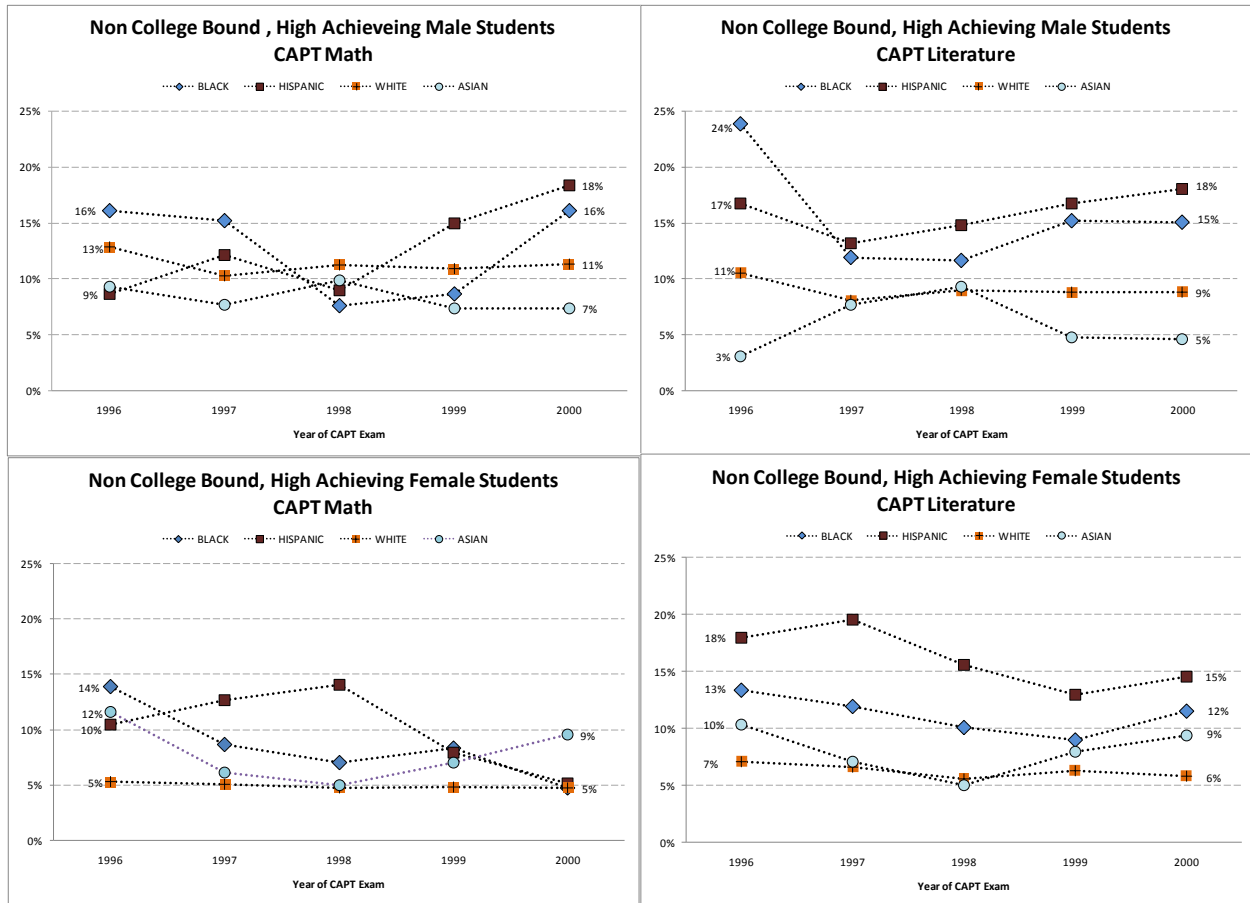 Non College Bound , High Achieveing Male Students
CAPT Math
BLACK HISPANIC WHITE ASIAN
25%
20%
15%
10%
5%
0%
16%
13%
9%
18%
16%
11%
7%
1996 1997 1998 1999 2000
Year of CAPT Exam
Non College Bound, High Achieving Male Students
CAPT Literature
BLACK HISPANIC WHITE ASIAN
25%
20%
15%
10%
5%
0%
24%
17%
11%
3%
18%
15%
9%
5%
1996 1997 1998 1999 2000
Year of CAPT Exam
Non College Bound, High Achieving Female Students
CAPT Math
BLACK HISPANIC WHITE ASIAN
25%
20%
15%
10%
5%
0%
14%
12%
10%
5%
9%
5%
1996 1997 1998 1999 2000
Year of CAPT Exam
Non College Bound, High Achieving Female Students
CAPT Literature
BLACK HISPANIC WHITE ASIAN
25%
20%
15%
10%
5%
0%
18%
13%
10%
7%
15%
12%
9%
6%
1996 1997 1998 1999 2000
Year of CAPT Exam